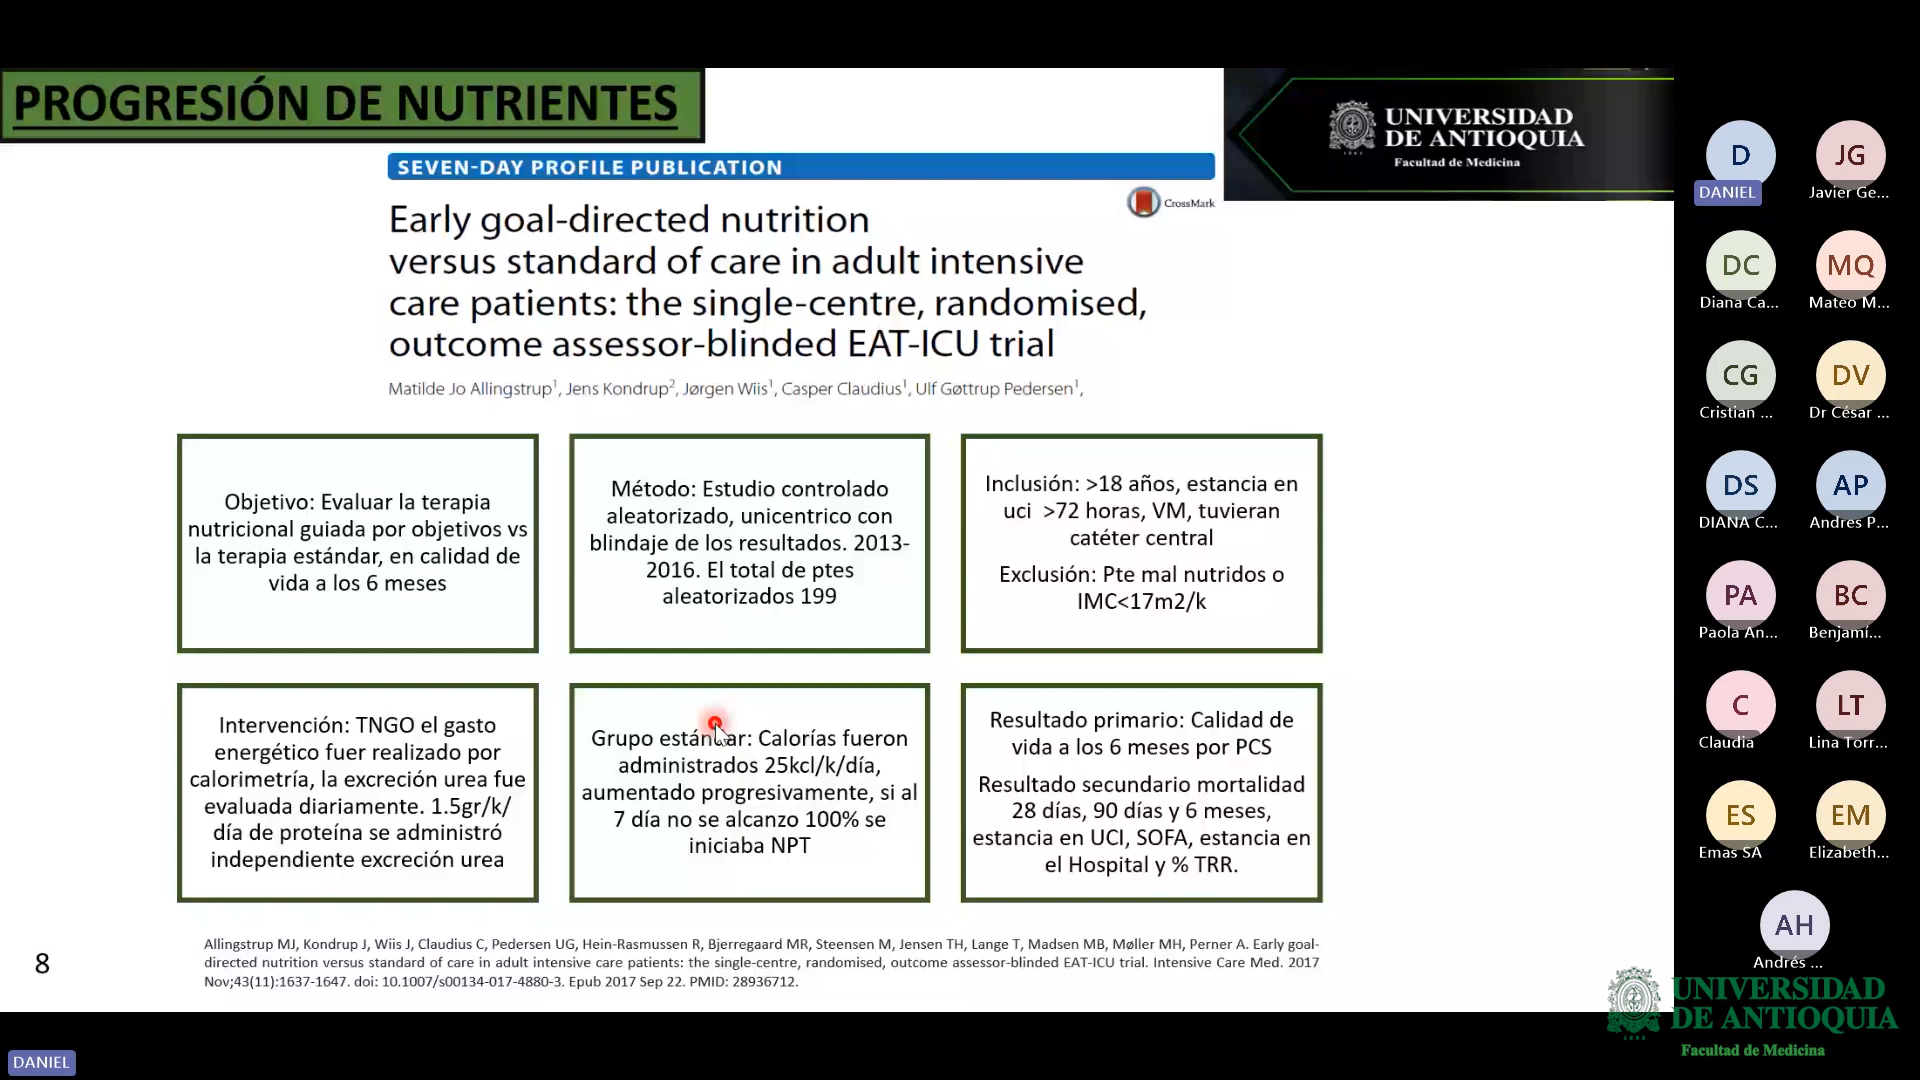 PROGRESIÓN DE NUTRIENTES
UNIVERSIDAD
DE ANTIOQUIA
1803
Facultad de Medicina
SEVEN-DAY PROFILE PUBLICATION
CrossMark
Early goal-directed nutrition
versus standard of care in adult intensive
care patients: the single-centre, randomised,
outcome assessor-blinded EAT-ICU trial
Matilde Jo Allingstrup1, Jens Kondrup2, Jørgen Wiis1, Casper Claudius1, Ulf Gøttrup Pedersen1,
Objetivo: Evaluar la terapia
nutricional guiada por objetivos vs
la terapia estándar, en calidad de
vida a los 6 meses
Método: Estudio controlado
aleatorizado, unicentrico con
blindaje de los resultados. 2013-
2016. El total de ptes
aleatorizados 199
Inclusión: >18 años, estancia en
uci >72 horas, VM, tuvieran
catéter central
Exclusión: Pte mal nutridos o
IMC<17m2/k
Intervención: TNGO el gasto
energético fuer realizado por
calorimetría, la excreción urea fue
evaluada diariamente. 1.5gr/k/
día de proteína se administró
independiente excreción urea
Grupo estándar: Calorías fueron
administrados 25kcl/k/día,
aumentado progresivamente, si al
7 día no se alcanzo 100% se
iniciaba NPT
Resultado primario: Calidad de
vida a los 6 meses por PCS
Resultado secundario mortalidad
28 días, 90 días y 6 meses,
estancia en UCI, SOFA, estancia en
el Hospital y % TRR.
Allingstrup MJ, Kondrup J, Wiis J, Claudius C, Pedersen UG, Hein-Rasmussen R, Bjerregaard MR, Steensen M, Jensen TH, Lange T, Madsen MB, Møller MH, Perner A. Early goal-
directed nutrition versus standard of care in adult intensive care patients: the single-centre, randomised, outcome assessor-blinded EAT-ICU trial. Intensive Care Med. 2017
Nov;43(11):1637-1647. doi: 10.1007/s00134-017-4880-3. Epub 2017 Sep 22. PMID: 28936712.
8
D
DANIEL
JG
Javier Ge...
DC
Diana Ca...
MQ
Mateo M...
CG
Cristian ...
DV
Dr César ...
DS
DIANA C...
AP
Andres P...
PA
Paola An...
BC
Benjamí...
C
Claudia
LT
Lina Torr...
ES
Emas SA
EM
Elizabeth...
AH
Andrés ...
UNIVERSIDAD
DE ANTIOQUIA
1803
Facultad de Medicina
DANIEL